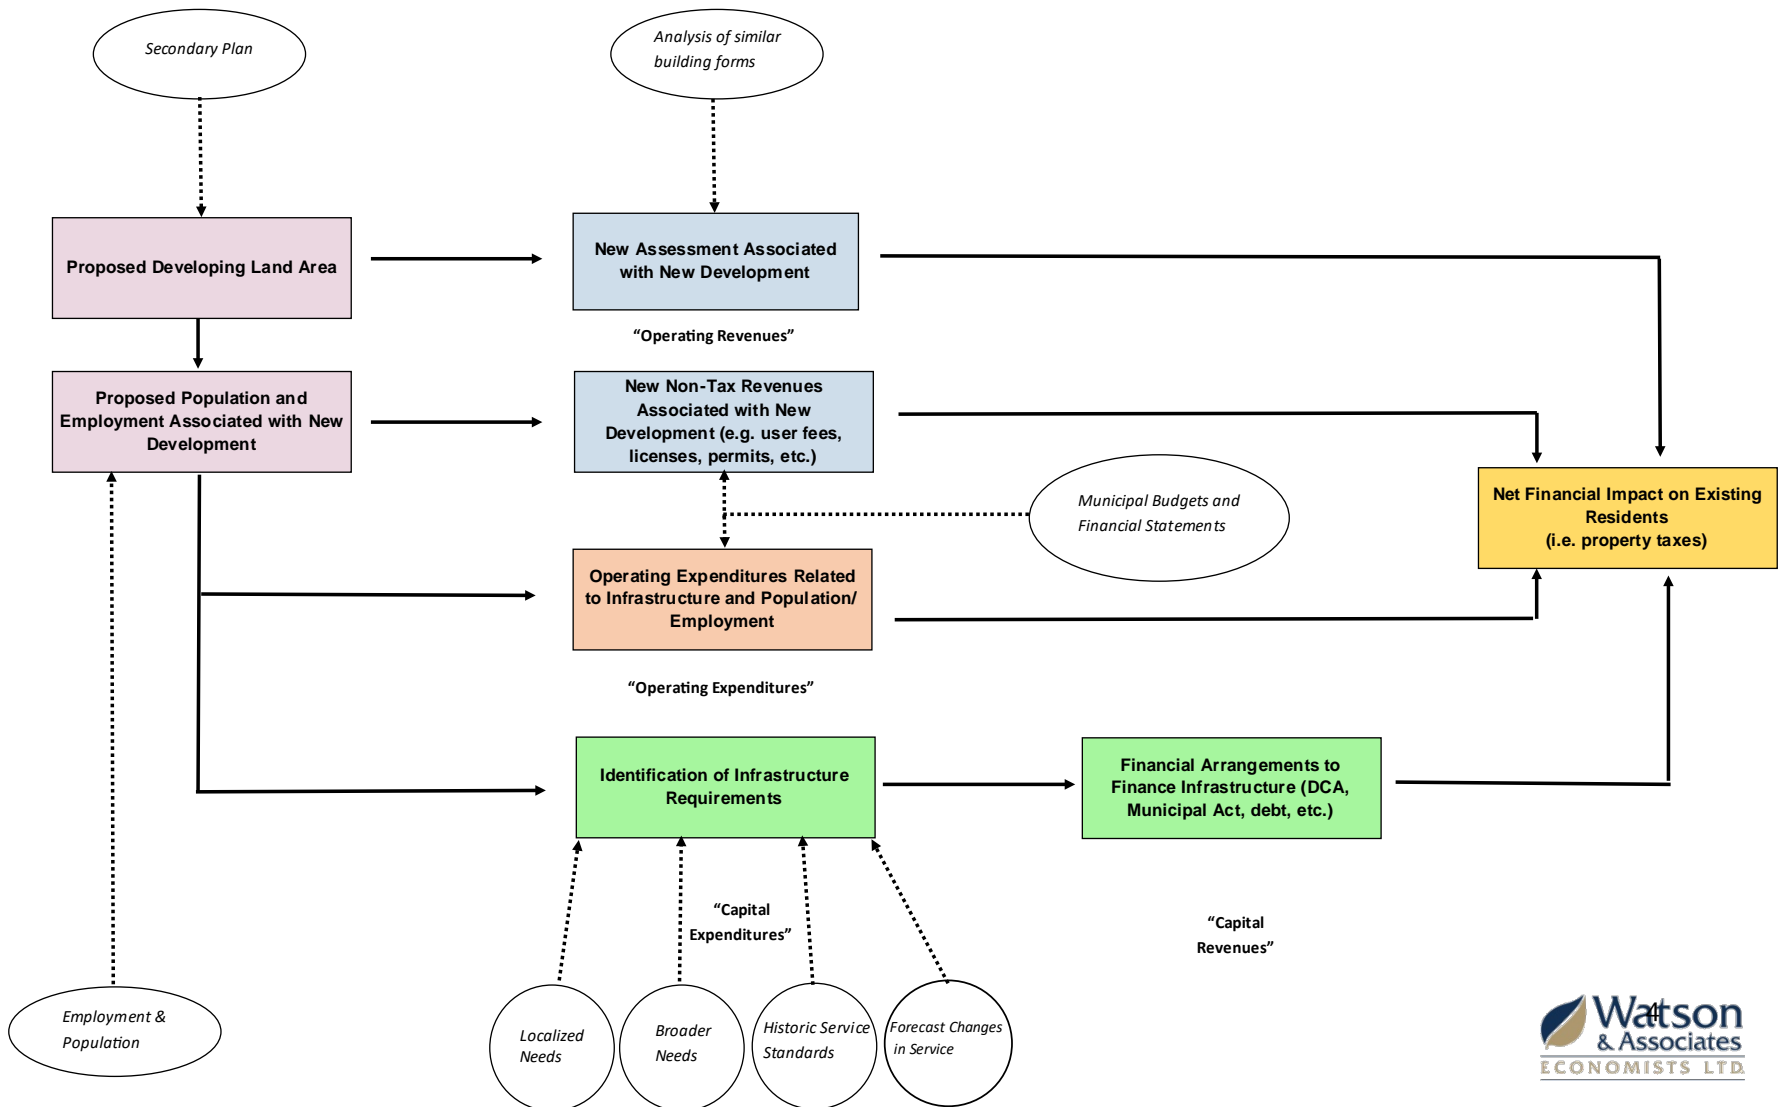 Secondary Plan
Analysis of similar
building forms
Proposed Developing Land Area
New Assessment Associated
with New Development
“Operating Revenues”
Proposed Population and
Employment Associated with New
Development
New Non-Tax Revenues
Associated with New
Development (e.g. user fees,
licenses, permits, etc.)
Municipal Budgets and
Financial Statements
Net Financial Impact on Existing
Residents
(i.e. property taxes)
Operating Expenditures Related
to Infrastructure and Population/
Employment
“Operating Expenditures”
Identification of Infrastructure
Requirements
Financial Arrangements to
Finance Infrastructure (DCA,
Municipal Act, debt, etc.)
“Capital
Expenditures”
“Capital
Revenues”
Employment &
Population
Localized
Needs
Broader
Needs
Historic Service
Standards
Forecast Changes
in Service
4
Watson
& Associates
ECONOMISTS LTD.